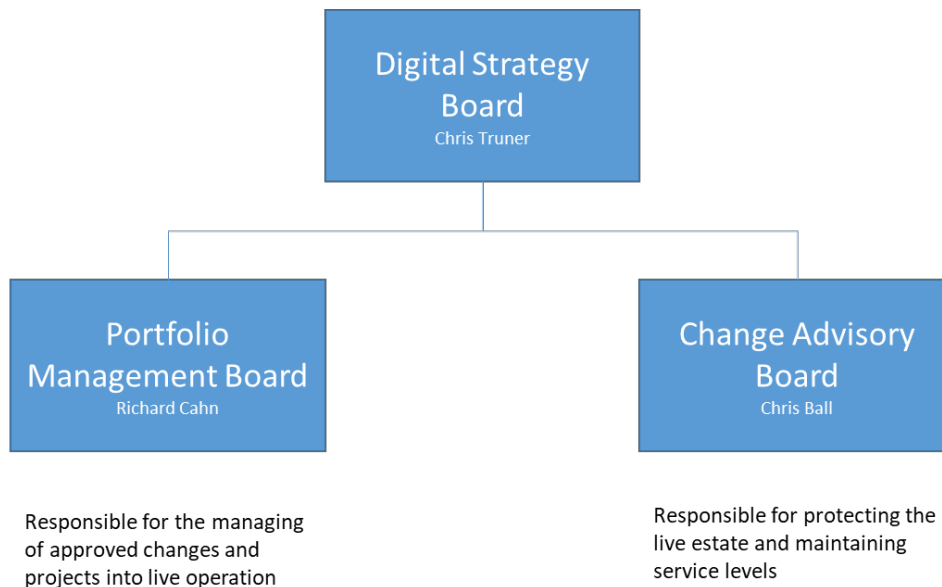 Digital Strategy
Board
Chris Truner
Portfolio
Management Board
Richard Cahn
Change Advisory
Board
Chris Ball
Responsible for the managing
of approved changes and
projects into live operation
Responsible for protecting the
live estate and maintaining
service levels